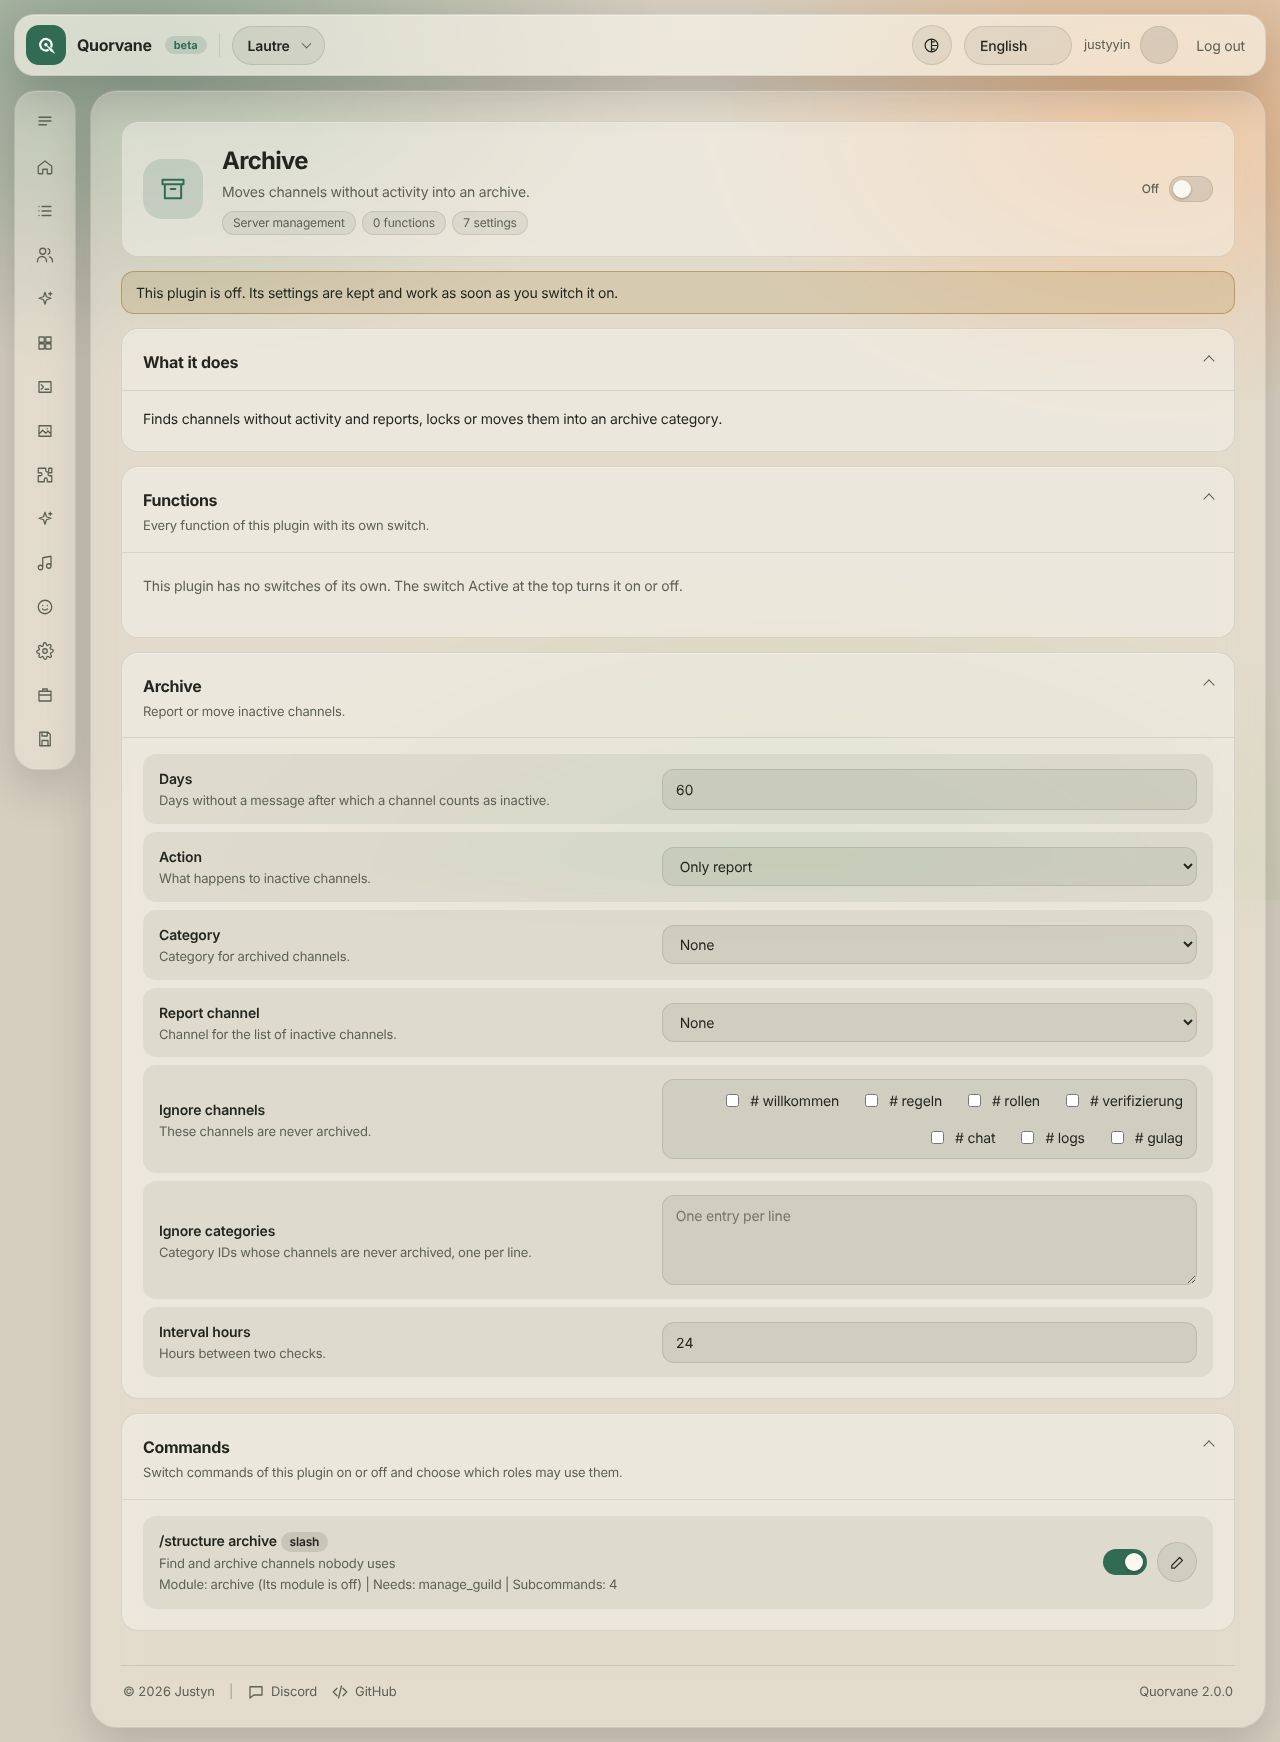 Quorvane beta Lautre English justyyin Log out
Archive
Moves channels without activity into an archive.
Server management 0 functions 7 settings
Off
This plugin is off. Its settings are kept and work as soon as you switch it on.
What it does
Finds channels without activity and reports, locks or moves them into an archive category.
Functions
Every function of this plugin with its own switch.
This plugin has no switches of its own. The switch Active at the top turns it on or off.
Archive
Report or move inactive channels.
Days
Days without a message after which a channel counts as inactive.
60
Action
What happens to inactive channels.
Only report
Category
Category for archived channels.
None
Report channel
Channel for the list of inactive channels.
None
Ignore channels
These channels are never archived.
# willkommen # regeln # rollen # verifizierung
# chat # logs # gulag
Ignore categories
Category IDs whose channels are never archived, one per line.
One entry per line
Interval hours
Hours between two checks.
24
Commands
Switch commands of this plugin on or off and choose which roles may use them.
/structure archive slash
Find and archive channels nobody uses
Module: archive (Its module is off) | Needs: manage_guild | Subcommands: 4
© 2026 Justyn | Discord GitHub Quorvane 2.0.0